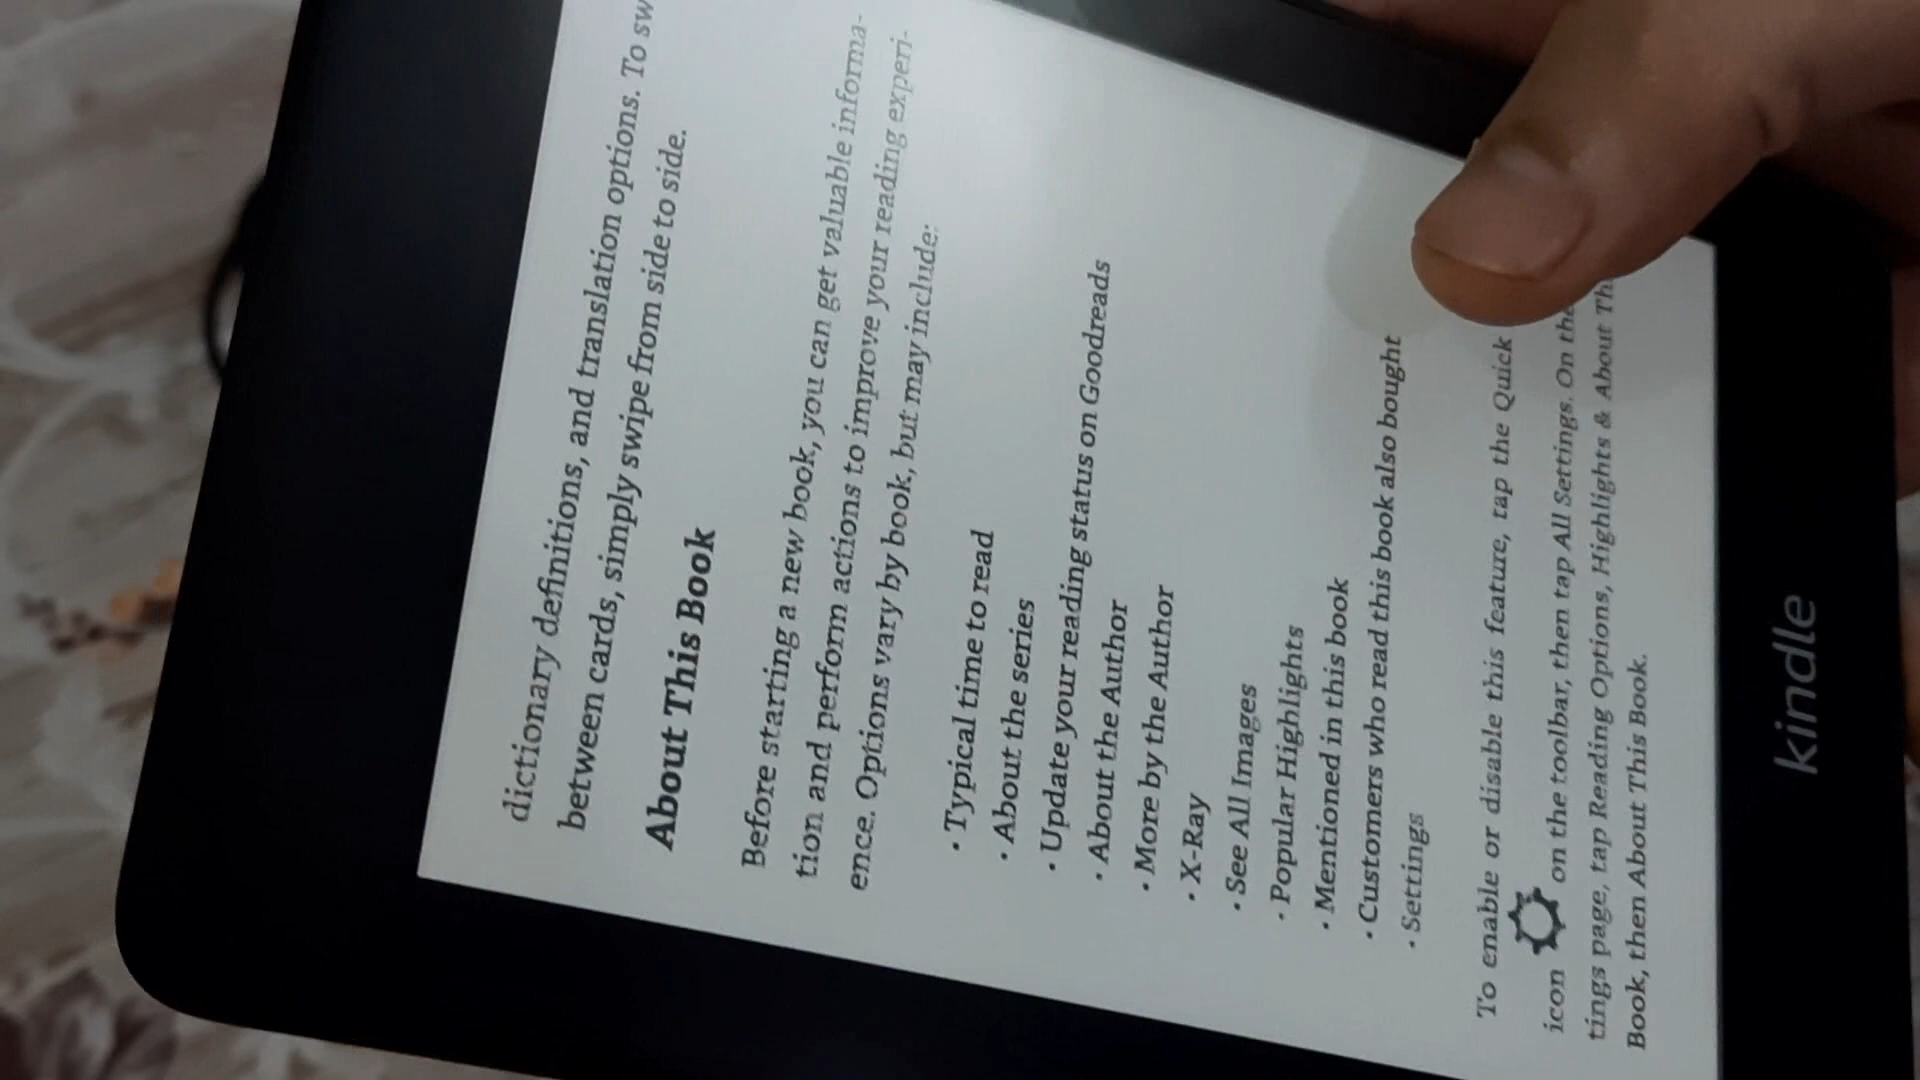 dictionary definitions, and translation options. To sw
between cards, simply swipe from side to side.
About This Book
Before starting a new book, you can get valuable informa-
tion and perform actions to improve your reading experi-
ence. Options vary by book, but may include:
· Typical time to read
· About the series
· Update your reading status on Goodreads
· About the Author
· More by the Author
· X-Ray
· See All Images
· Popular Highlights
· Mentioned in this book
· Customers who read this book also bought
· Settings
To enable or disable this feature, tap the Quick
icon on the toolbar, then tap All Settings. On the
tings page, tap Reading Options, Highlights & About Th
Book, then About This Book.
kindle